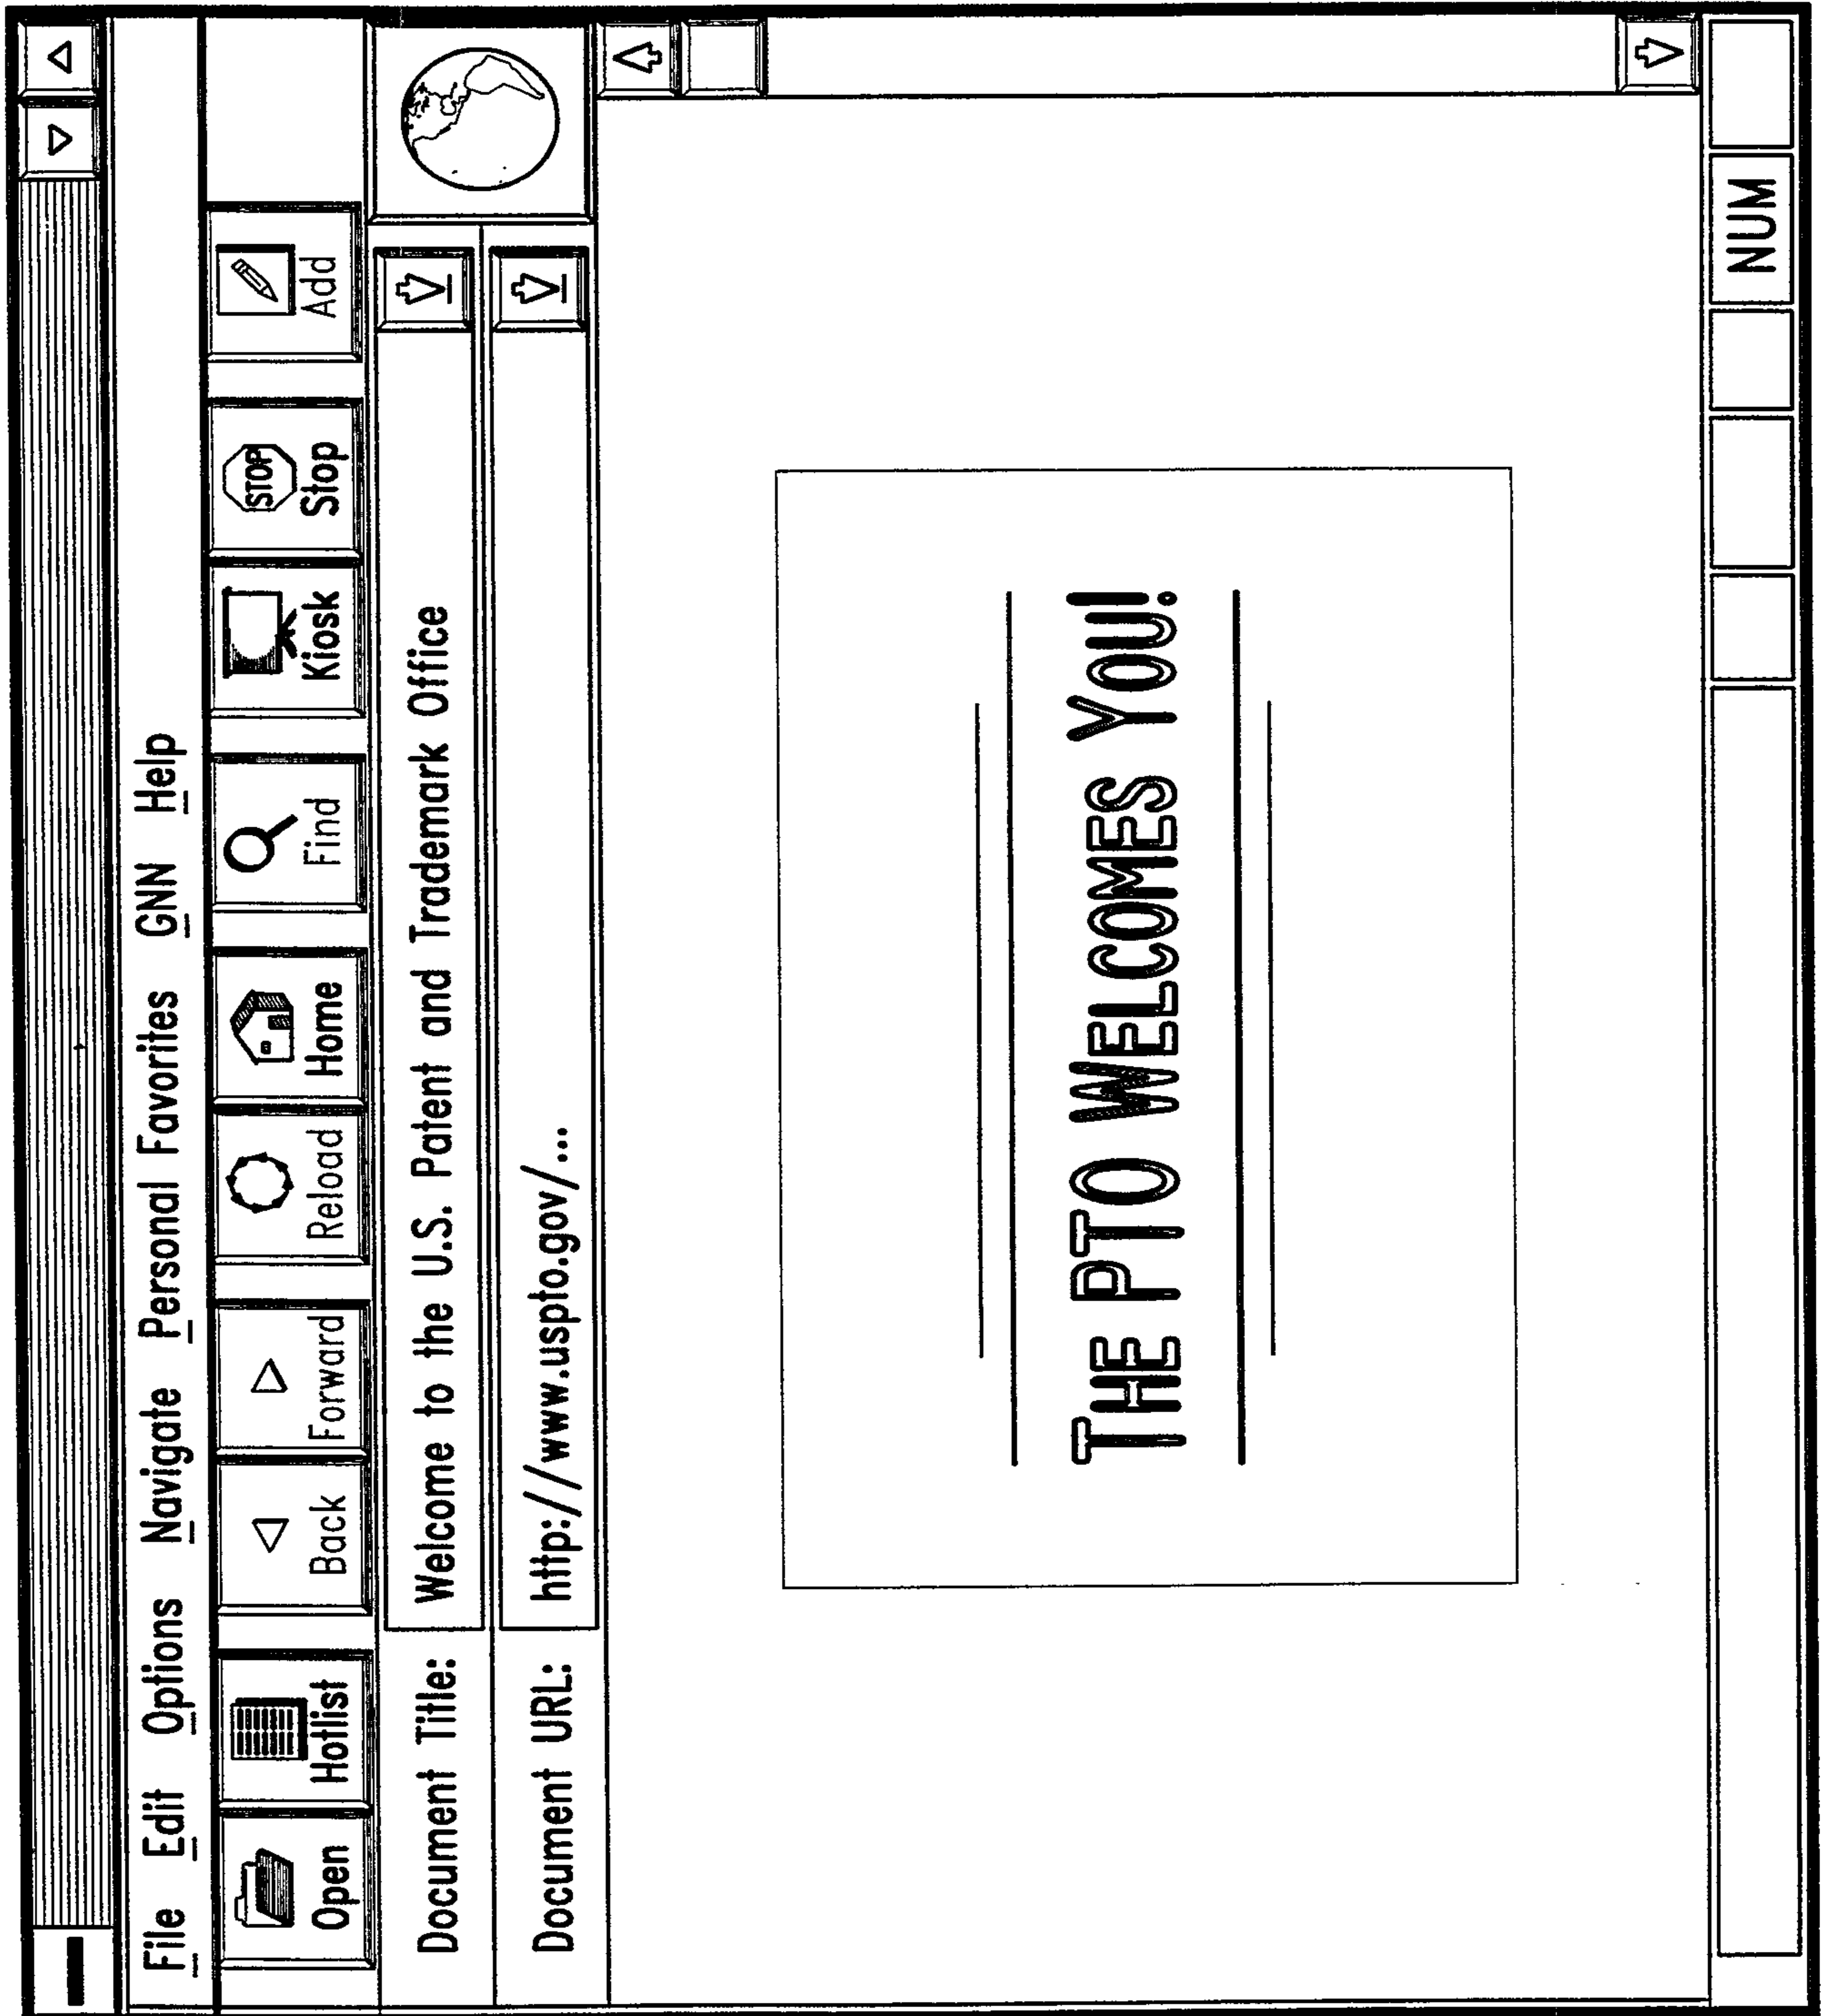 File Edit Options Navigate Personal Favorites GNN Help
Open Hotlist Back Forward Reload Home Find Kiosk STOP Stop Add
Document Title: Welcome to the U.S. Patent and Trademark Office
Document URL: http://www.uspto.gov/...
THE PTO WELCOMES YOU!
NUM